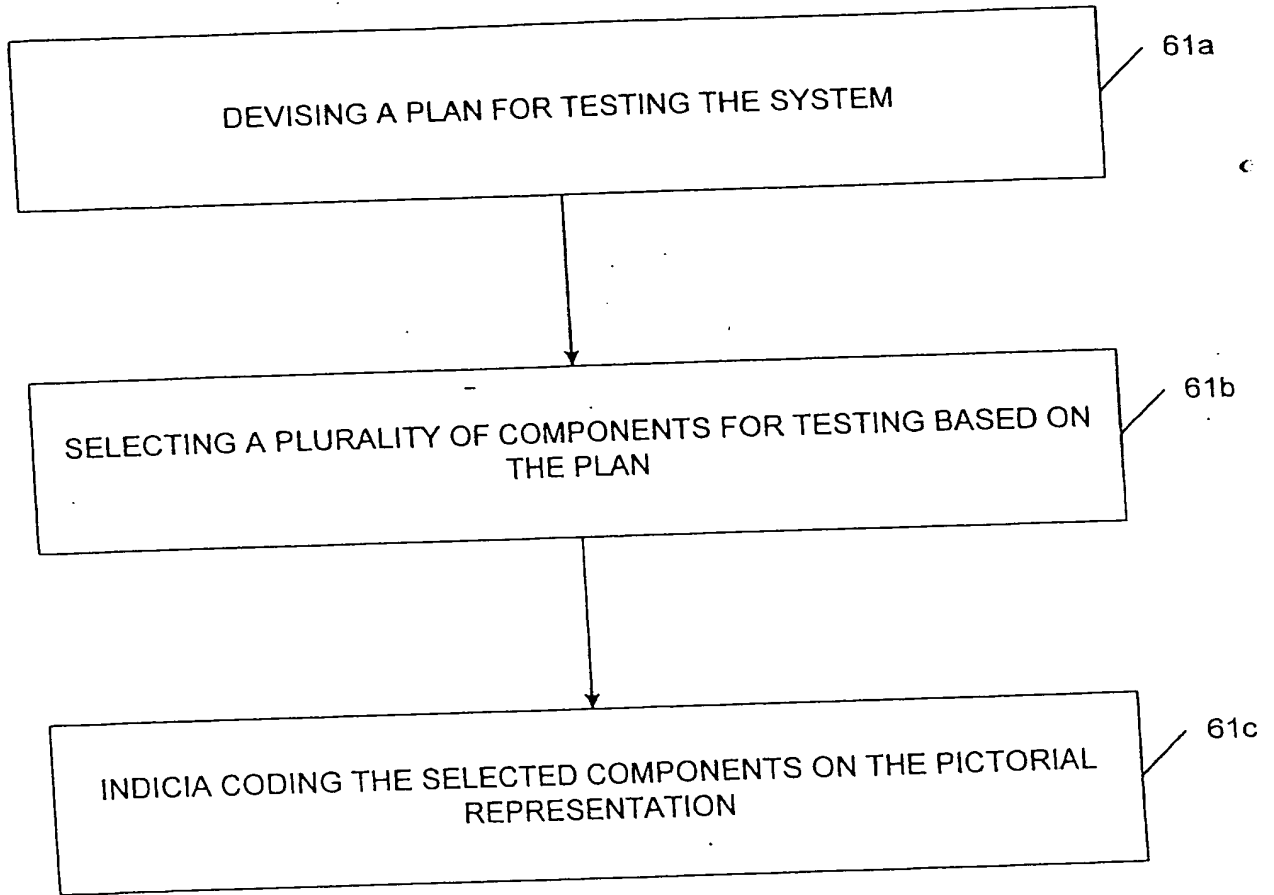 61a
DEVISING A PLAN FOR TESTING THE SYSTEM
61b
SELECTING A PLURALITY OF COMPONENTS FOR TESTING BASED ON
THE PLAN
61c
INDICIA CODING THE SELECTED COMPONENTS ON THE PICTORIAL
REPRESENTATION